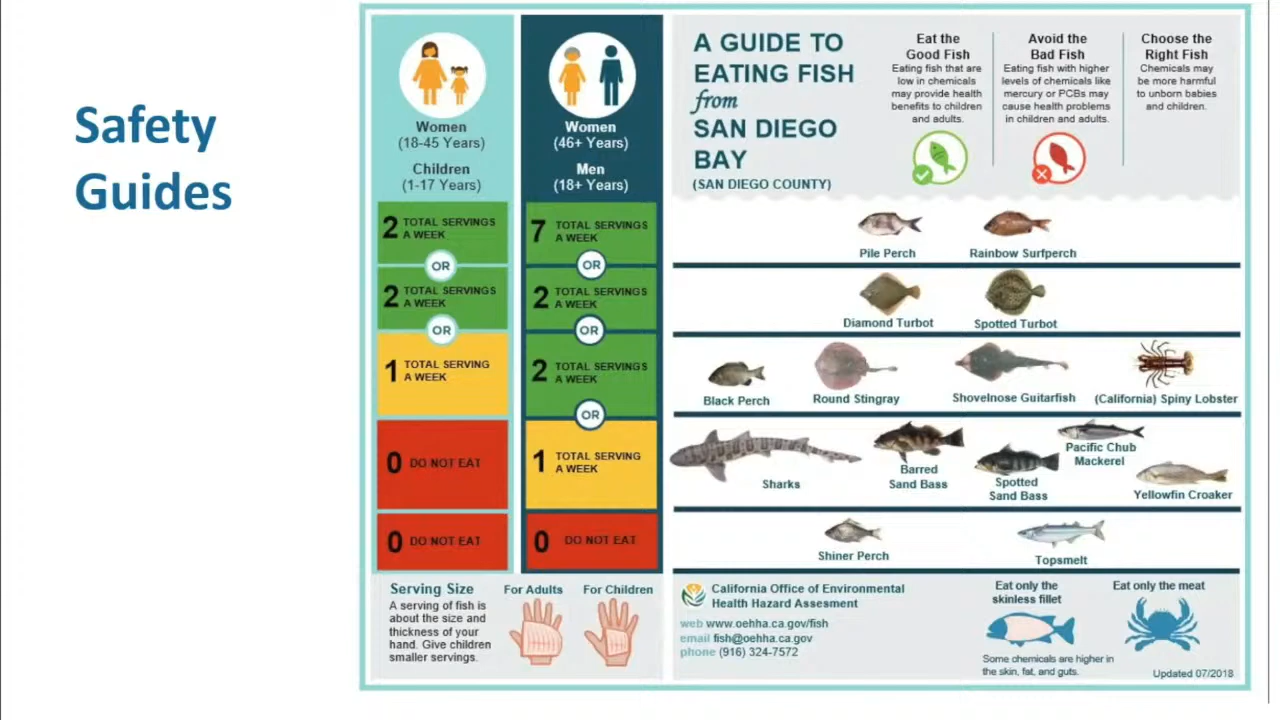 Safety
Guides
Women
(18-45 Years)
Children
(1-17 Years)
Women
(46+ Years)
Men
(18+ Years)
A GUIDE TO
EATING FISH
from
SAN DIEGO
BAY
(SAN DIEGO COUNTY)
Eat the
Good Fish
Eating fish that are
low in chemicals
may provide health
benefits to children
and adults.
Avoid the
Bad Fish
Eating fish with higher
levels of chemicals like
mercury or PCBs may
cause health problems
in children and adults.
Choose the
Right Fish
Chemicals may
be more harmful
to unborn babies
and children.
2 TOTAL SERVINGS
A WEEK
OR
2 TOTAL SERVINGS
A WEEK
OR
1 TOTAL SERVING
A WEEK
0 DO NOT EAT
0 DO NOT EAT
7 TOTAL SERVINGS
A WEEK
OR
2 TOTAL SERVINGS
A WEEK
OR
2 TOTAL SERVINGS
A WEEK
OR
1 TOTAL SERVING
A WEEK
0 DO NOT EAT
Pile Perch
Rainbow Surfperch
Diamond Turbot
Spotted Turbot
Black Perch
Round Stingray
Shovelnose Guitarfish
(California) Spiny Lobster
Sharks
Barred
Sand Bass
Spotted
Sand Bass
Pacific Chub
Mackerel
Yellowfin Croaker
Shiner Perch
Topsmelt
Serving Size
A serving of fish is
about the size and
thickness of your
hand. Give children
smaller servings.
For Adults
For Children
California Office of Environmental
Health Hazard Assesment
web www.oehha.ca.gov/fish
email fish@oehha.ca.gov
phone (916) 324-7572
Eat only the
skinless fillet
Some chemicals are higher in
the skin, fat, and guts.
Eat only the meat
Updated 07/2018